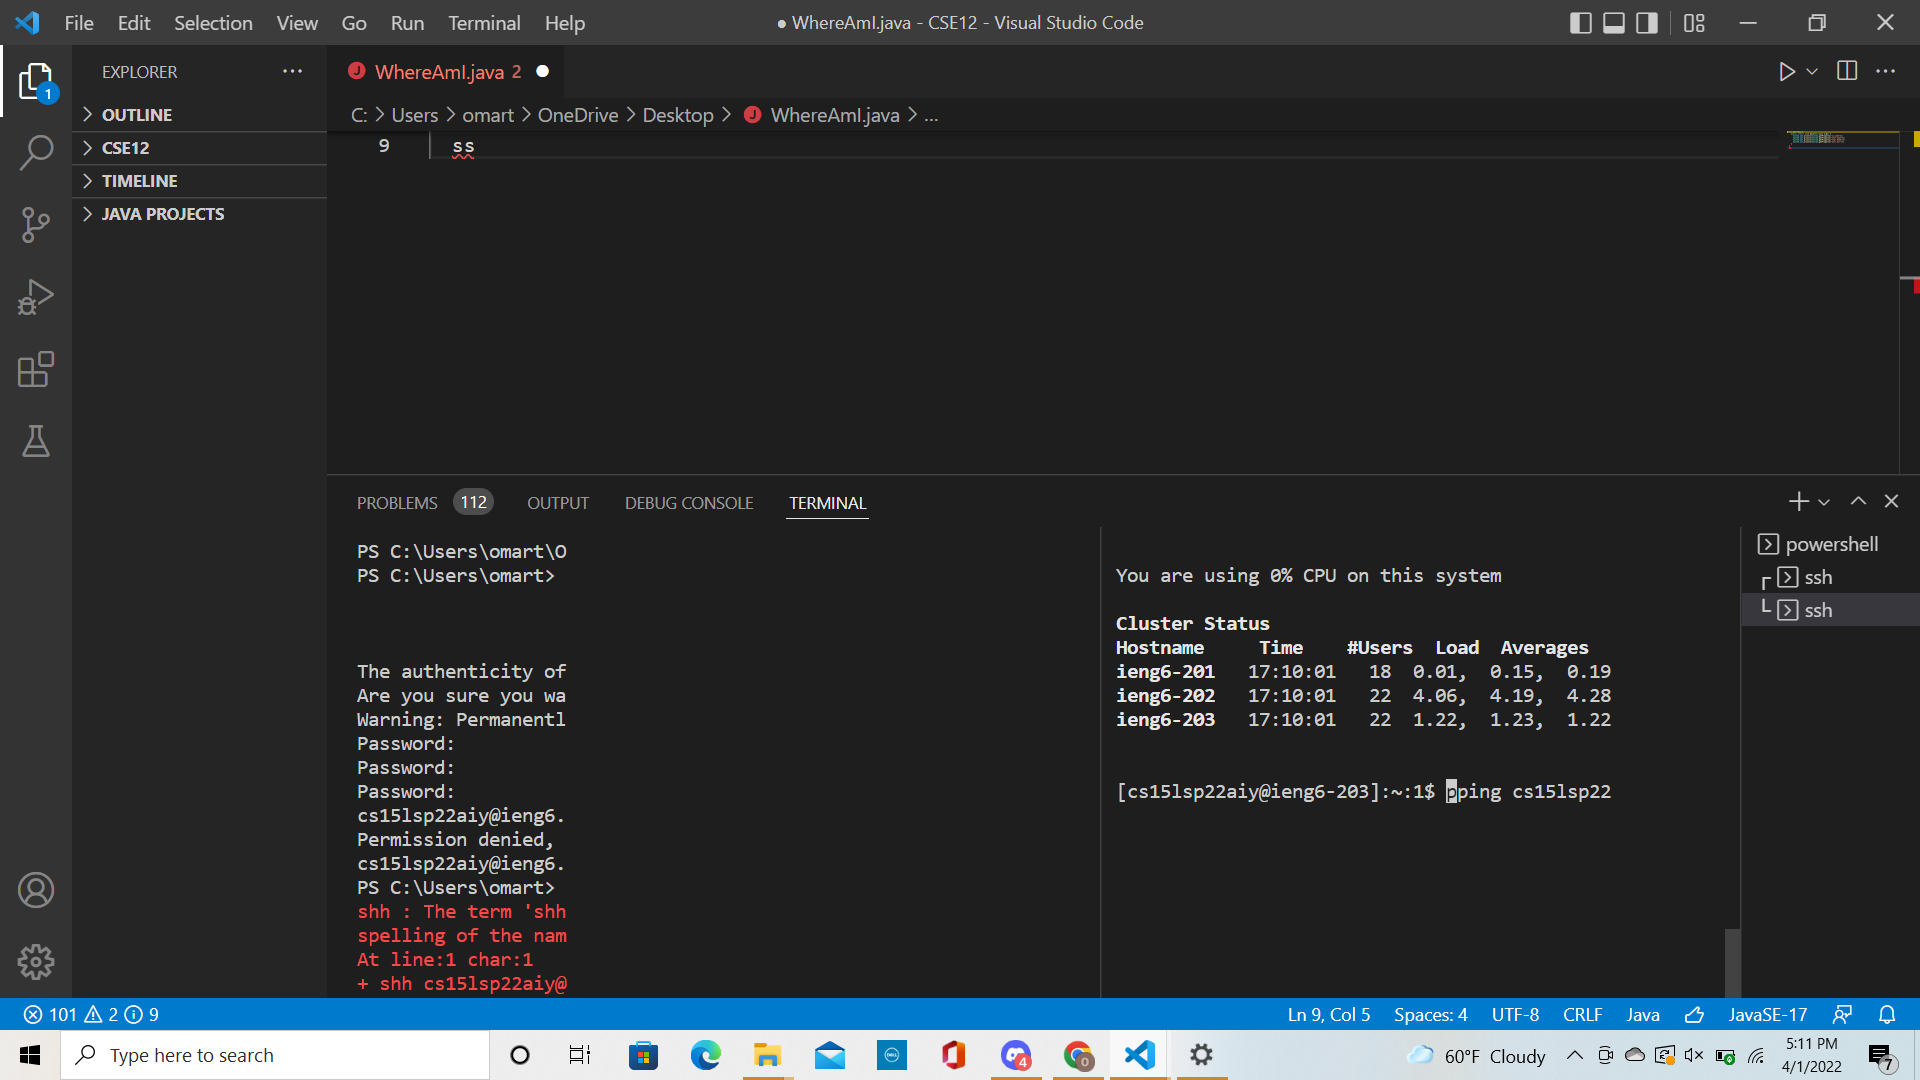 File Edit Selection View Go Run Terminal Help
● WhereAmI.java - CSE12 - Visual Studio Code
1
EXPLORER
OUTLINE
CSE12
TIMELINE
JAVA PROJECTS
J WhereAmI.java 2
C: > Users > omart > OneDrive > Desktop > J WhereAmI.java > ...
9 ss
PROBLEMS 112 OUTPUT DEBUG CONSOLE TERMINAL
PS C:\Users\omart\O
PS C:\Users\omart>
The authenticity of
Are you sure you wa
Warning: Permanentl
Password:
Password:
Password:
cs15lsp22aiy@ieng6.
Permission denied,
cs15lsp22aiy@ieng6.
PS C:\Users\omart>
shh : The term 'shh
spelling of the nam
At line:1 char:1
+ shh cs15lsp22aiy@
You are using 0% CPU on this system
Cluster Status
Hostname Time #Users Load Averages
ieng6-201 17:10:01 18 0.01, 0.15, 0.19
ieng6-202 17:10:01 22 4.06, 4.19, 4.28
ieng6-203 17:10:01 22 1.22, 1.23, 1.22
[cs15lsp22aiy@ieng6-203]:~:1$ pping cs15lsp22
powershell
ssh
ssh
101 2 9
Ln 9, Col 5 Spaces: 4 UTF-8 CRLF Java JavaSE-17
Type here to search
DELL
4
0
60°F Cloudy
5:11 PM
4/1/2022
7